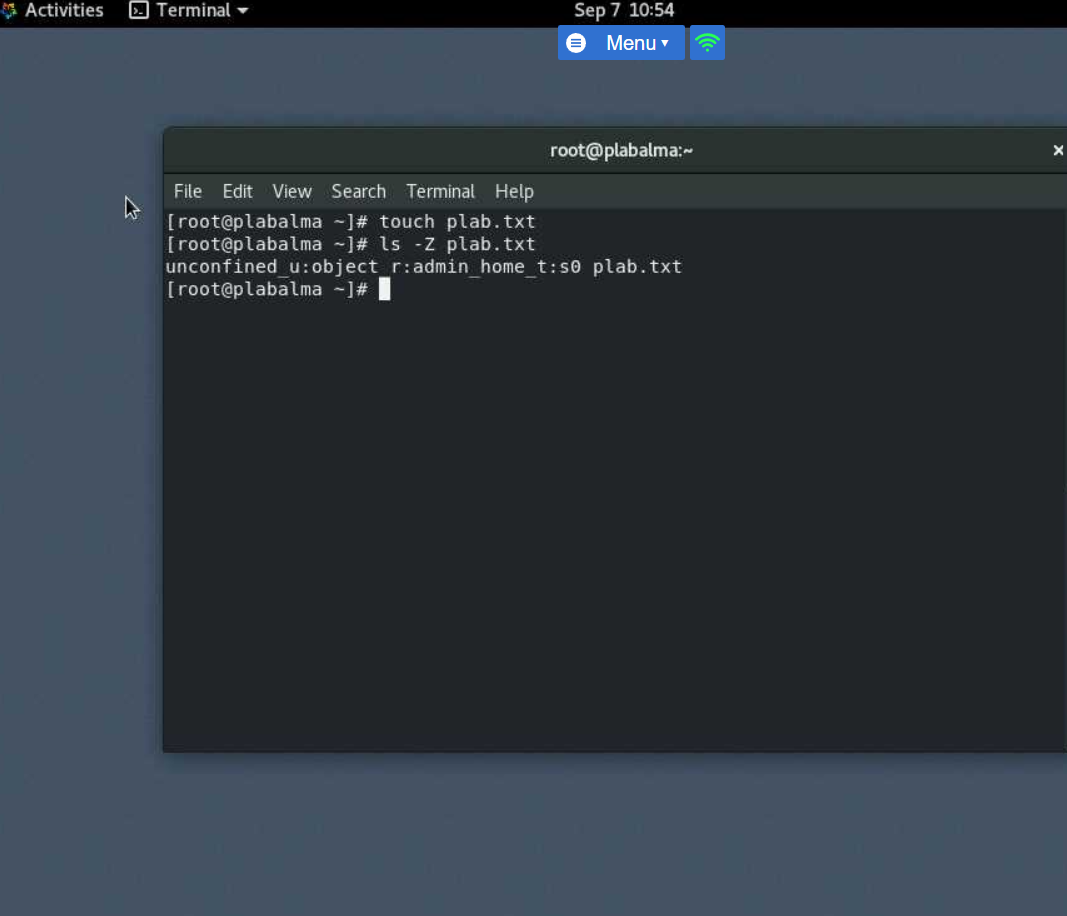 Activities Terminal Sep 7 10:54
Menu
root@plabalma:~
File Edit View Search Terminal Help
[root@plabalma ~]# touch plab.txt
[root@plabalma ~]# ls -Z plab.txt
unconfined_u:object_r:admin_home_t:s0 plab.txt
[root@plabalma ~]#